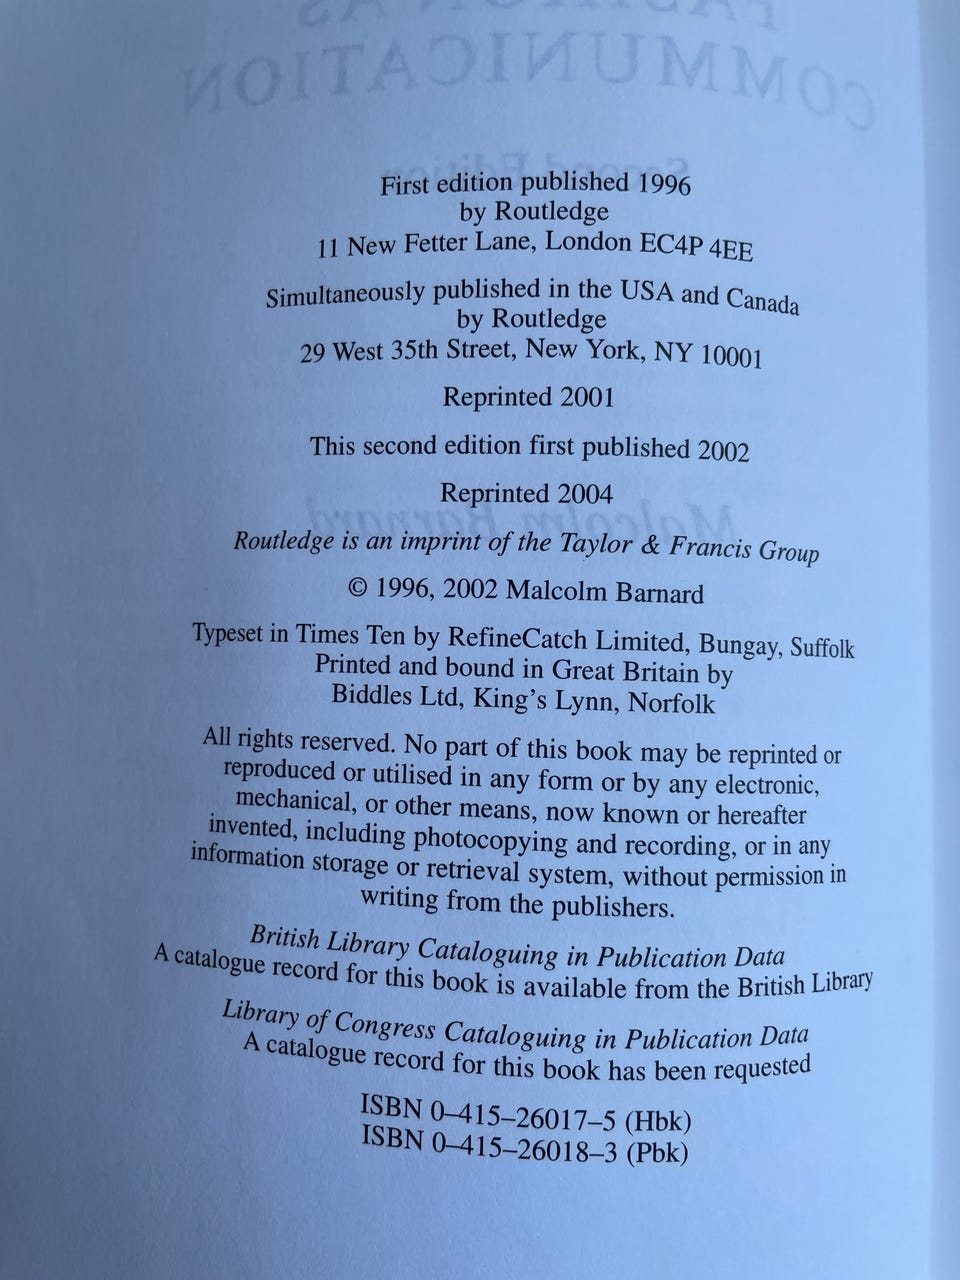 FASHION AS
COMMUNICATION
Second Edition
First edition published 1996
by Routledge
11 New Fetter Lane, London EC4P 4EE
Simultaneously published in the USA and Canada
by Routledge
29 West 35th Street, New York, NY 10001
Reprinted 2001
This second edition first published 2002
Reprinted 2004
Malcolm Barnard
Routledge is an imprint of the Taylor & Francis Group
© 1996, 2002 Malcolm Barnard
Typeset in Times Ten by RefineCatch Limited, Bungay, Suffolk
Printed and bound in Great Britain by
Biddles Ltd, King's Lynn, Norfolk
All rights reserved. No part of this book may be reprinted or
reproduced or utilised in any form or by any electronic,
mechanical, or other means, now known or hereafter
invented, including photocopying and recording, or in any
information storage or retrieval system, without permission in
writing from the publishers.
British Library Cataloguing in Publication Data
A catalogue record for this book is available from the British Library
Library of Congress Cataloguing in Publication Data
A catalogue record for this book has been requested
ISBN 0–415–26017–5 (Hbk)
ISBN 0–415–26018–3 (Pbk)